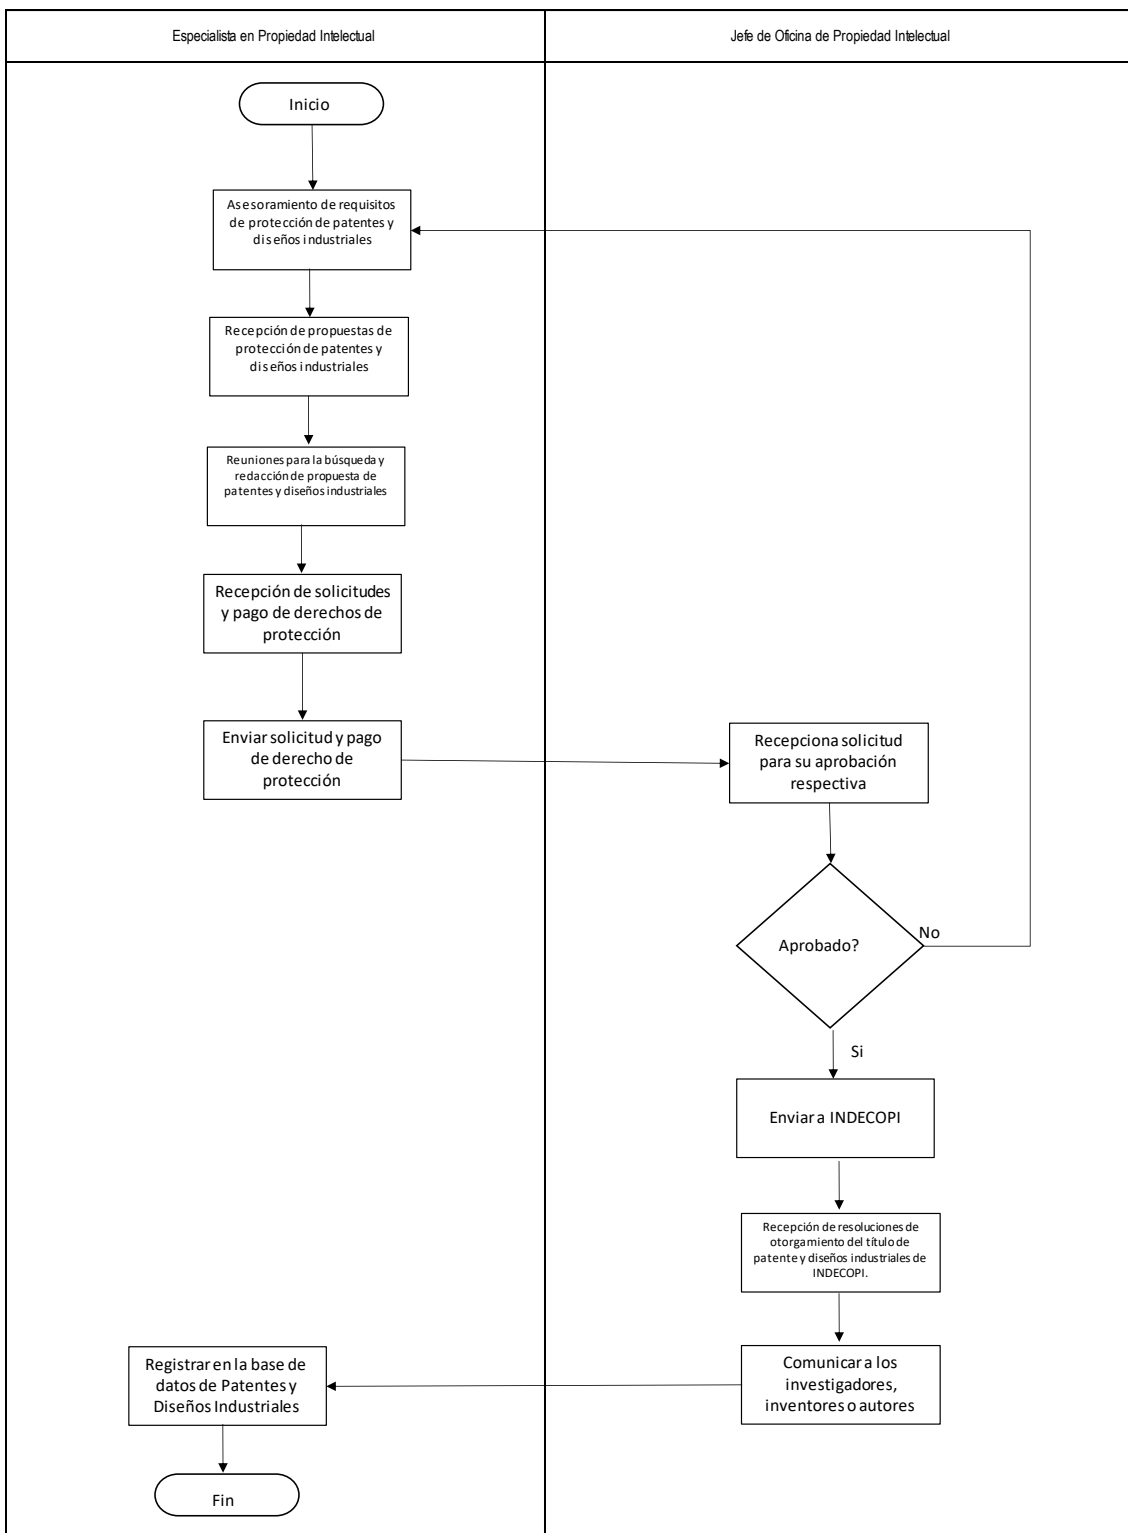 Especialista en Propiedad Intelectual
Jefe de Oficina de Propiedad Intelectual
Inicio
Asesoramiento de requisitos
de protección de patentes y
diseños industriales
Recepción de propuestas de
protección de patentes y
diseños industriales
Reuniones para la búsqueda y
redacción de propuesta de
patentes y diseños industriales
Recepción de solicitudes
y pago de derechos de
protección
Enviar solicitud y pago
de derecho de
protección
Recepciona solicitud
para su aprobación
respectiva
Aprobado?
No
Si
Enviar a INDECOPI
Recepción de resoluciones de
otorgamiento del título de
patente y diseños industriales de
INDECOPI.
Comunicar a los
investigadores,
inventores o autores
Registrar en la base de
datos de Patentes y
Diseños Industriales
Fin